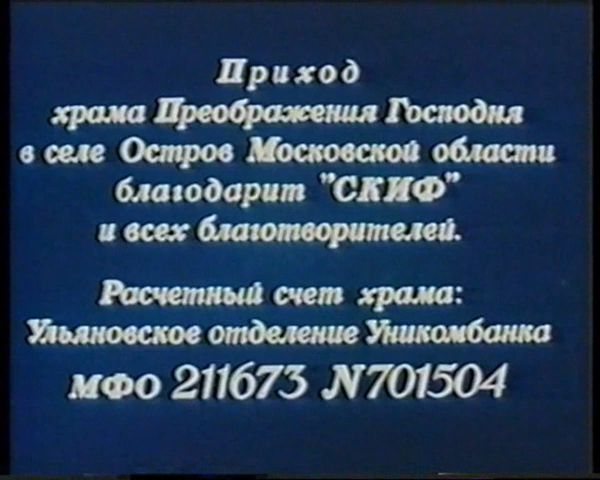 Приход
храма Преображения Господня
в селе Остров Московской области
благодарит "СКИФ"
и всех благотворителей.
Расчетный счет храма:
Ульяновское отделение Уникомбанка
МФО 211673 N701504